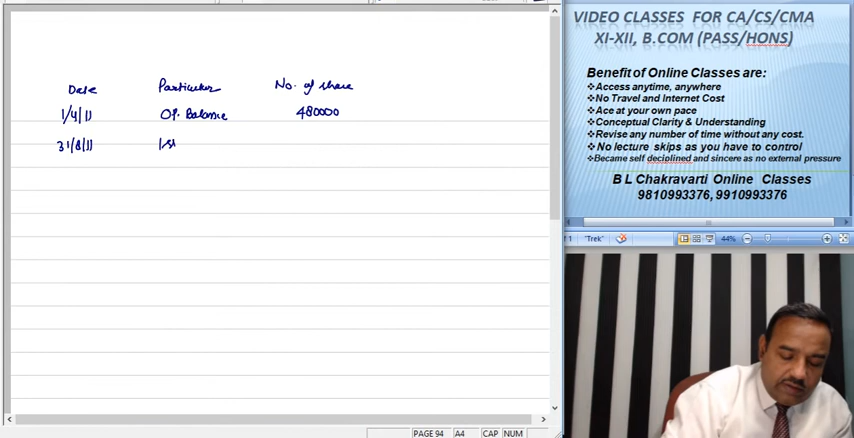 Date Particular No. of share
1/4/11 Op. Balance 480000
31/8/11 Iss
VIDEO CLASSES FOR CA/CS/CMA
XI-XII, B.COM (PASS/HONS)
Benefit of Online Classes are:
Access anytime, anywhere
No Travel and Internet Cost
Ace at your own pace
Conceptual Clarity & Understanding
Revise any number of time without any cost.
No lecture skips as you have to control
Became self deciplined and sincere as no external pressure
B L Chakravarti Online Classes
9810993376, 9910993376
of 1 "Trek" 44%
PAGE 94 A4 CAP NUM